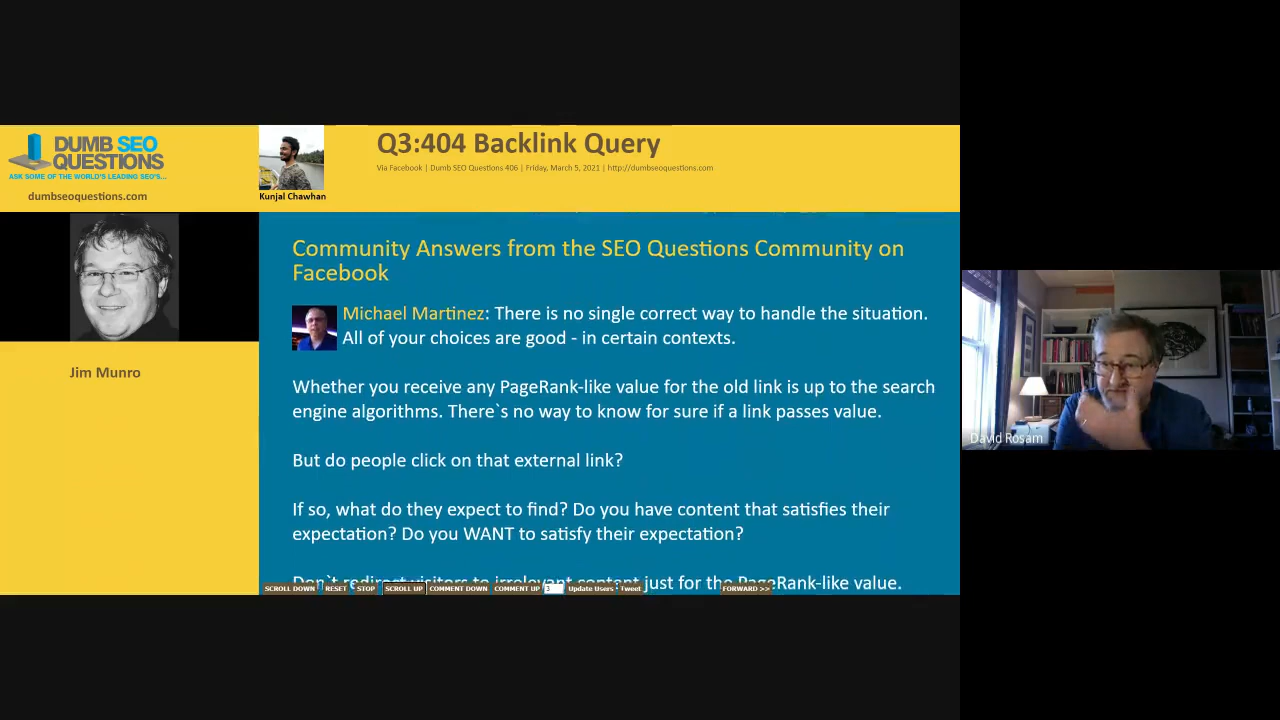 DUMB SEO
QUESTIONS
ASK SOME OF THE WORLD'S LEADING SEO'S...
dumbseoquestions.com
Kunjal Chawhan
Q3:404 Backlink Query
Via Facebook | Dumb SEO Questions 406 | Friday, March 5, 2021 | http://dumbseoquestions.com
Jim Munro
Community Answers from the SEO Questions Community on
Facebook
Michael Martinez: There is no single correct way to handle the situation.
All of your choices are good - in certain contexts.
Whether you receive any PageRank-like value for the old link is up to the search
engine algorithms. There`s no way to know for sure if a link passes value.
But do people click on that external link?
If so, what do they expect to find? Do you have content that satisfies their
expectation? Do you WANT to satisfy their expectation?
Don`t redirect visitors to irrelevant content just for the PageRank-like value.
SCROLL DOWN RESET STOP SCROLL UP COMMENT DOWN COMMENT UP 3 Update Users Tweet FORWARD >>
David Rosam